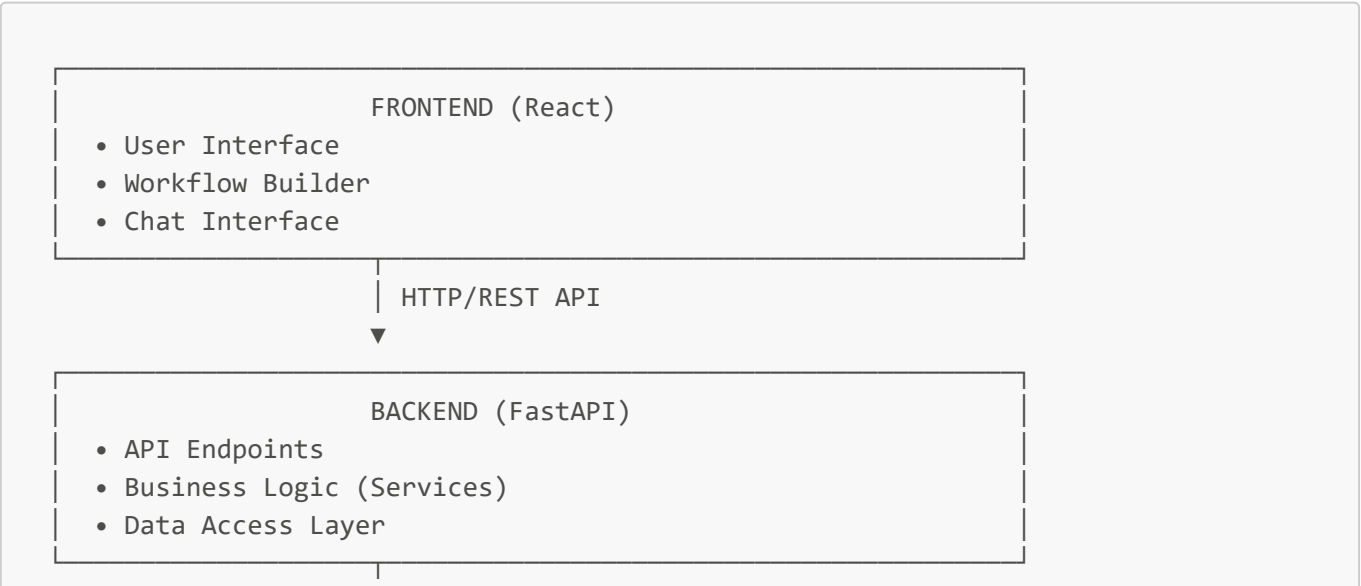 FRONTEND (React)
• User Interface
• Workflow Builder
• Chat Interface
HTTP/REST API
▼
BACKEND (FastAPI)
• API Endpoints
• Business Logic (Services)
• Data Access Layer